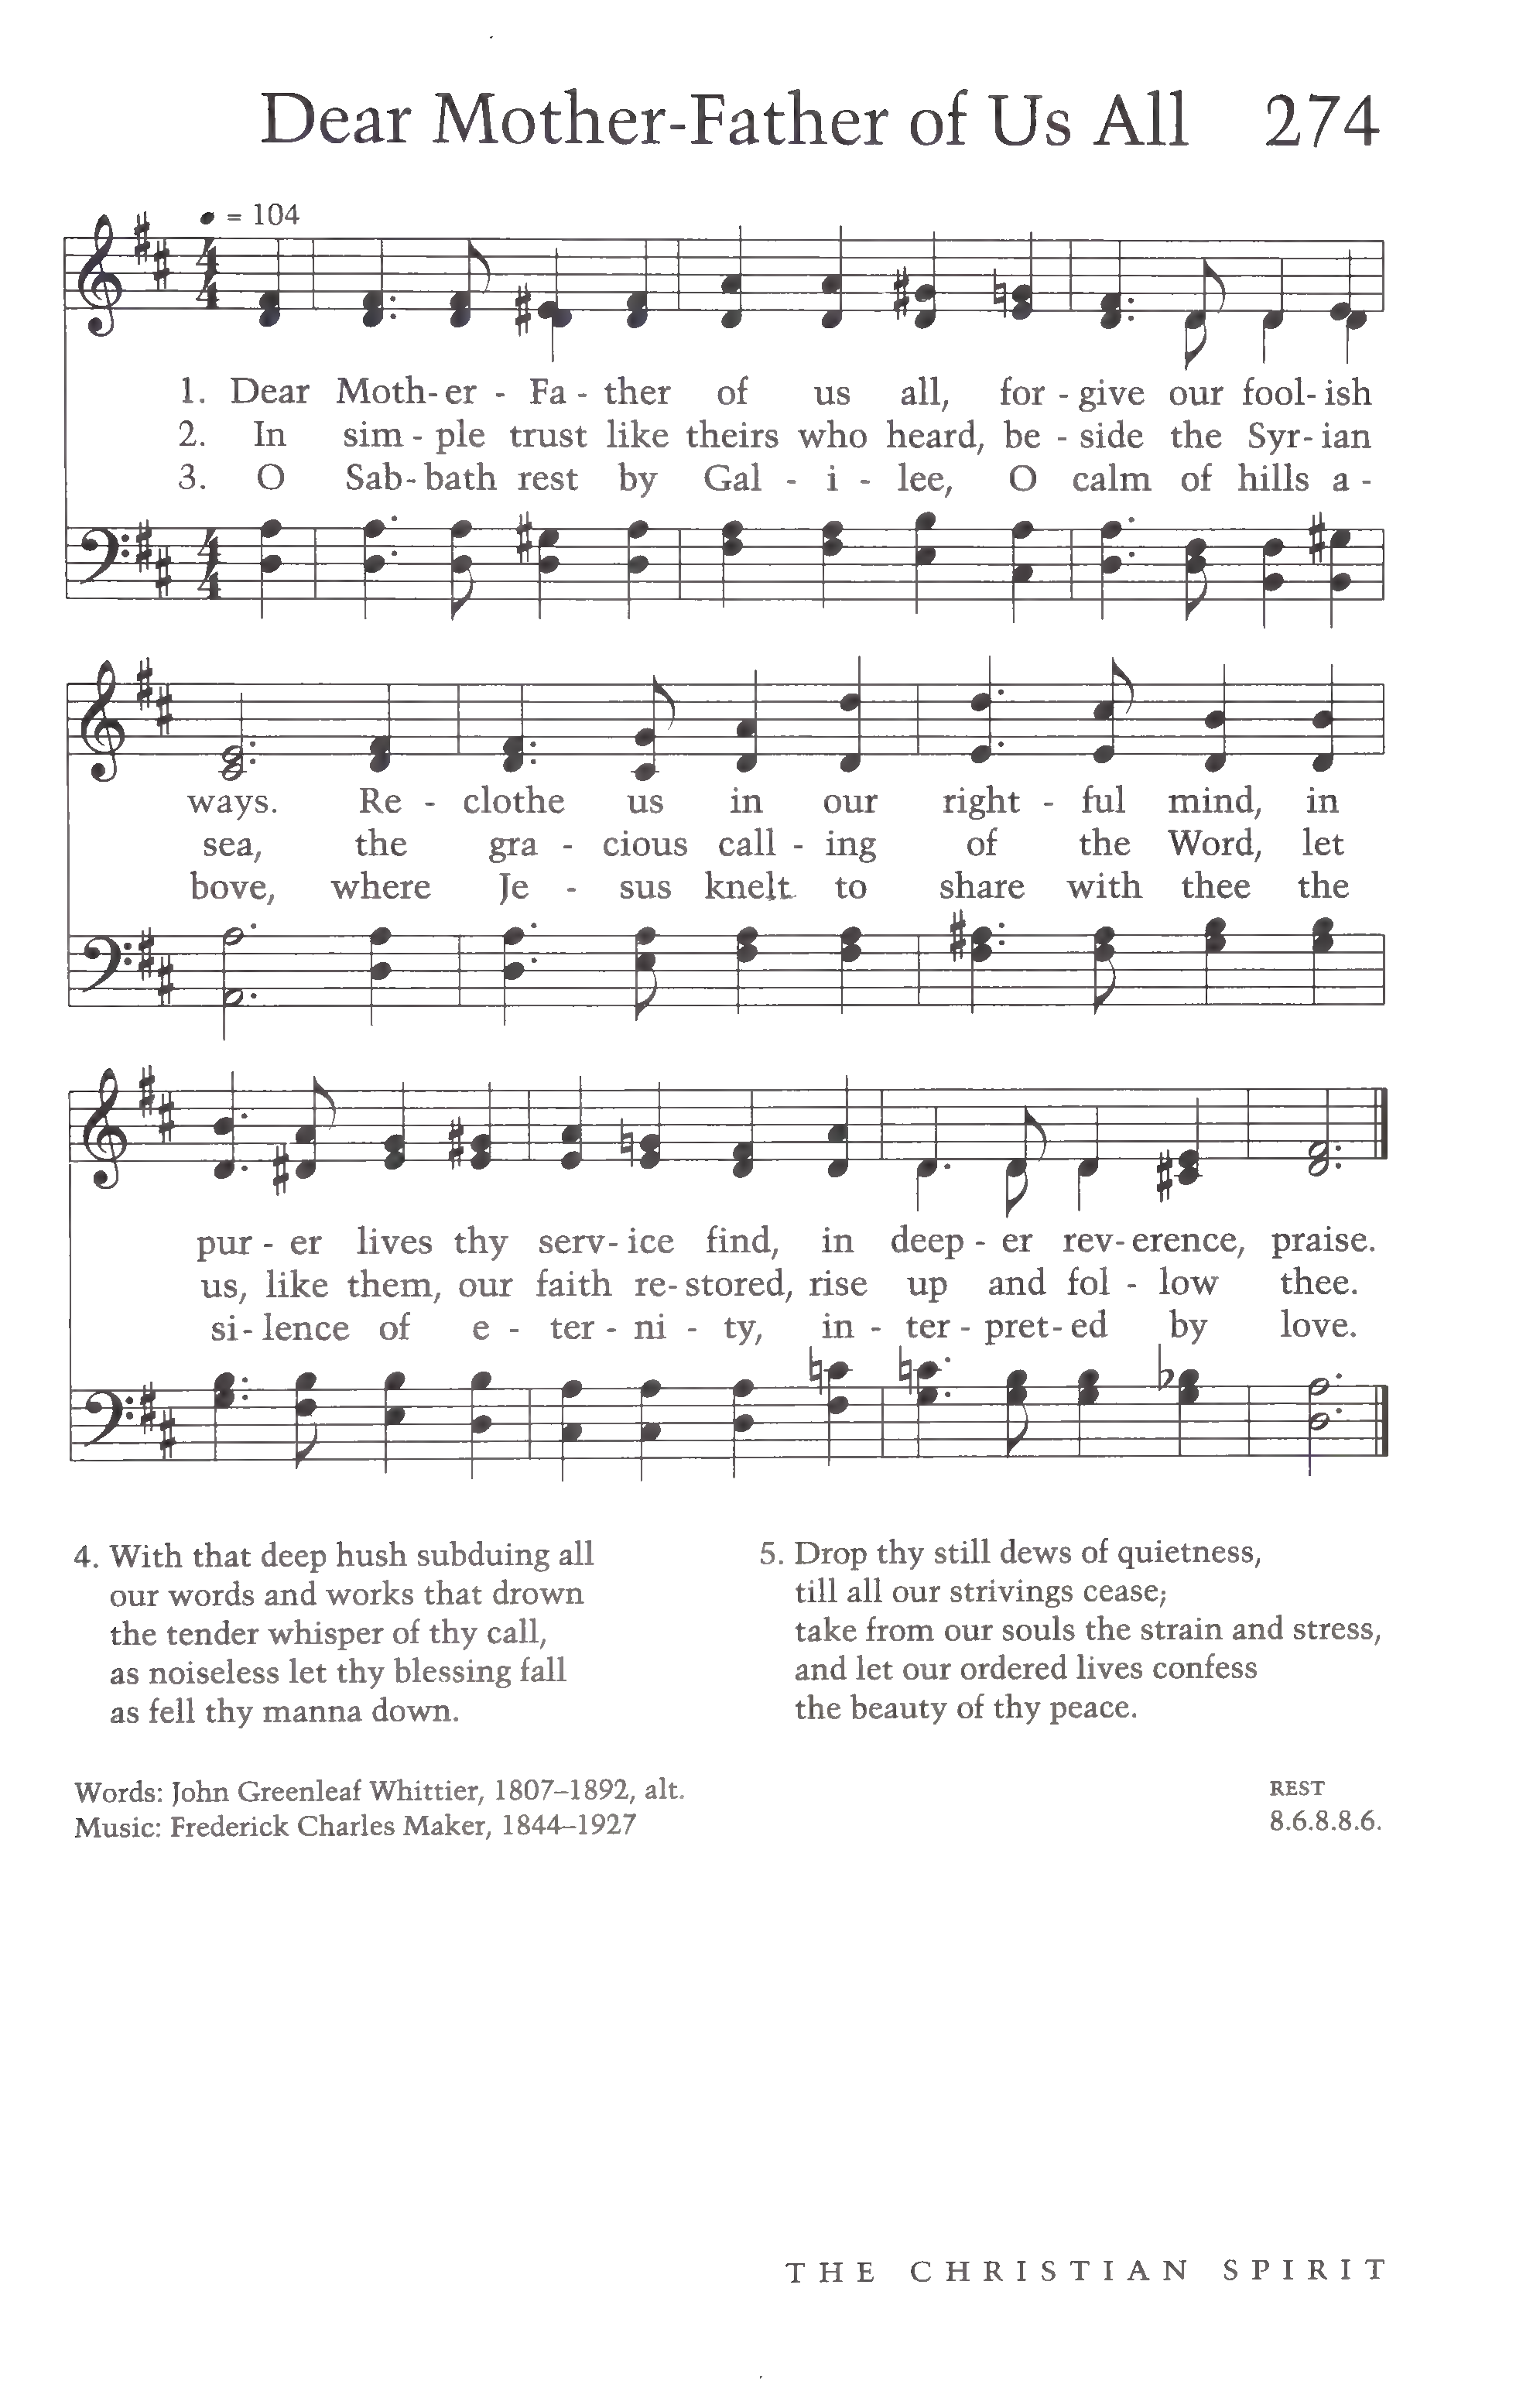 Dear Mother-Father of Us All 274
= 104
1. Dear Moth-er - Fa - ther of us all, for - give our fool-ish
2. In sim - ple trust like theirs who heard, be - side the Syr-ian
3. O Sab-bath rest by Gal - i - lee, O calm of hills a -
ways. Re - clothe us in our right - ful mind, in
sea, the gra - cious call - ing of the Word, let
bove, where Je - sus knelt to share with thee the
pur - er lives thy serv-ice find, in deep - er rev-erence, praise.
us, like them, our faith re-stored, rise up and fol - low thee.
si-lence of e - ter - ni - ty, in - ter - pret-ed by love.
4. With that deep hush subduing all
our words and works that drown
the tender whisper of thy call,
as noiseless let thy blessing fall
as fell thy manna down.
5. Drop thy still dews of quietness,
till all our strivings cease;
take from our souls the strain and stress,
and let our ordered lives confess
the beauty of thy peace.
Words: John Greenleaf Whittier, 1807–1892, alt.
Music: Frederick Charles Maker, 1844–1927
REST
8.6.8.8.6.
THE CHRISTIAN SPIRIT